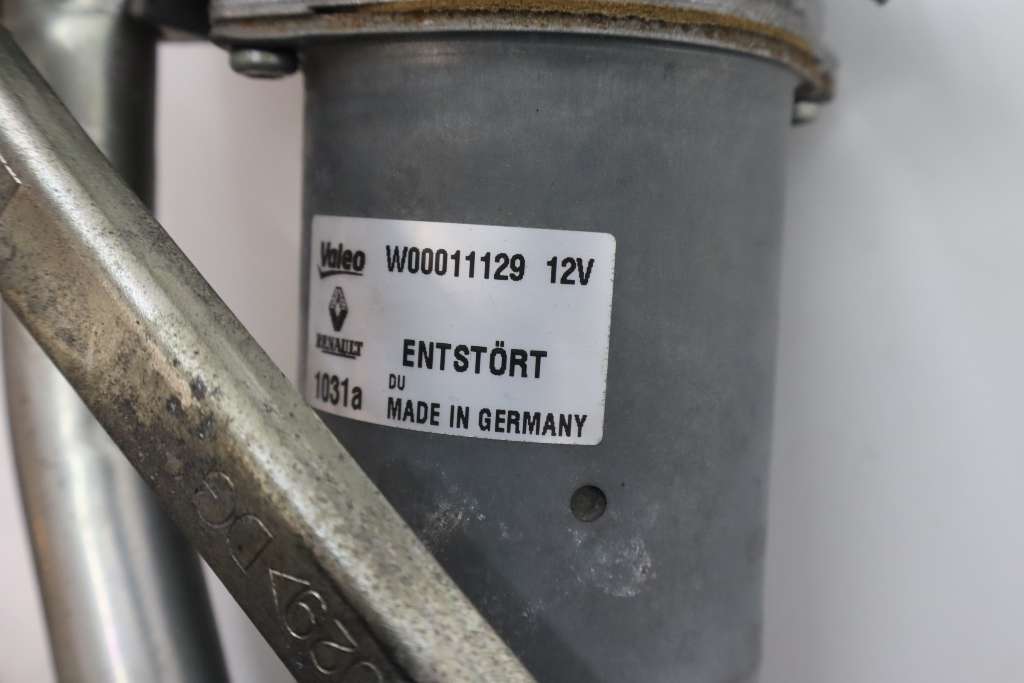 Valeo W00011129 12V
RENAULT ENTSTÖRT
1031a DU
MADE IN GERMANY